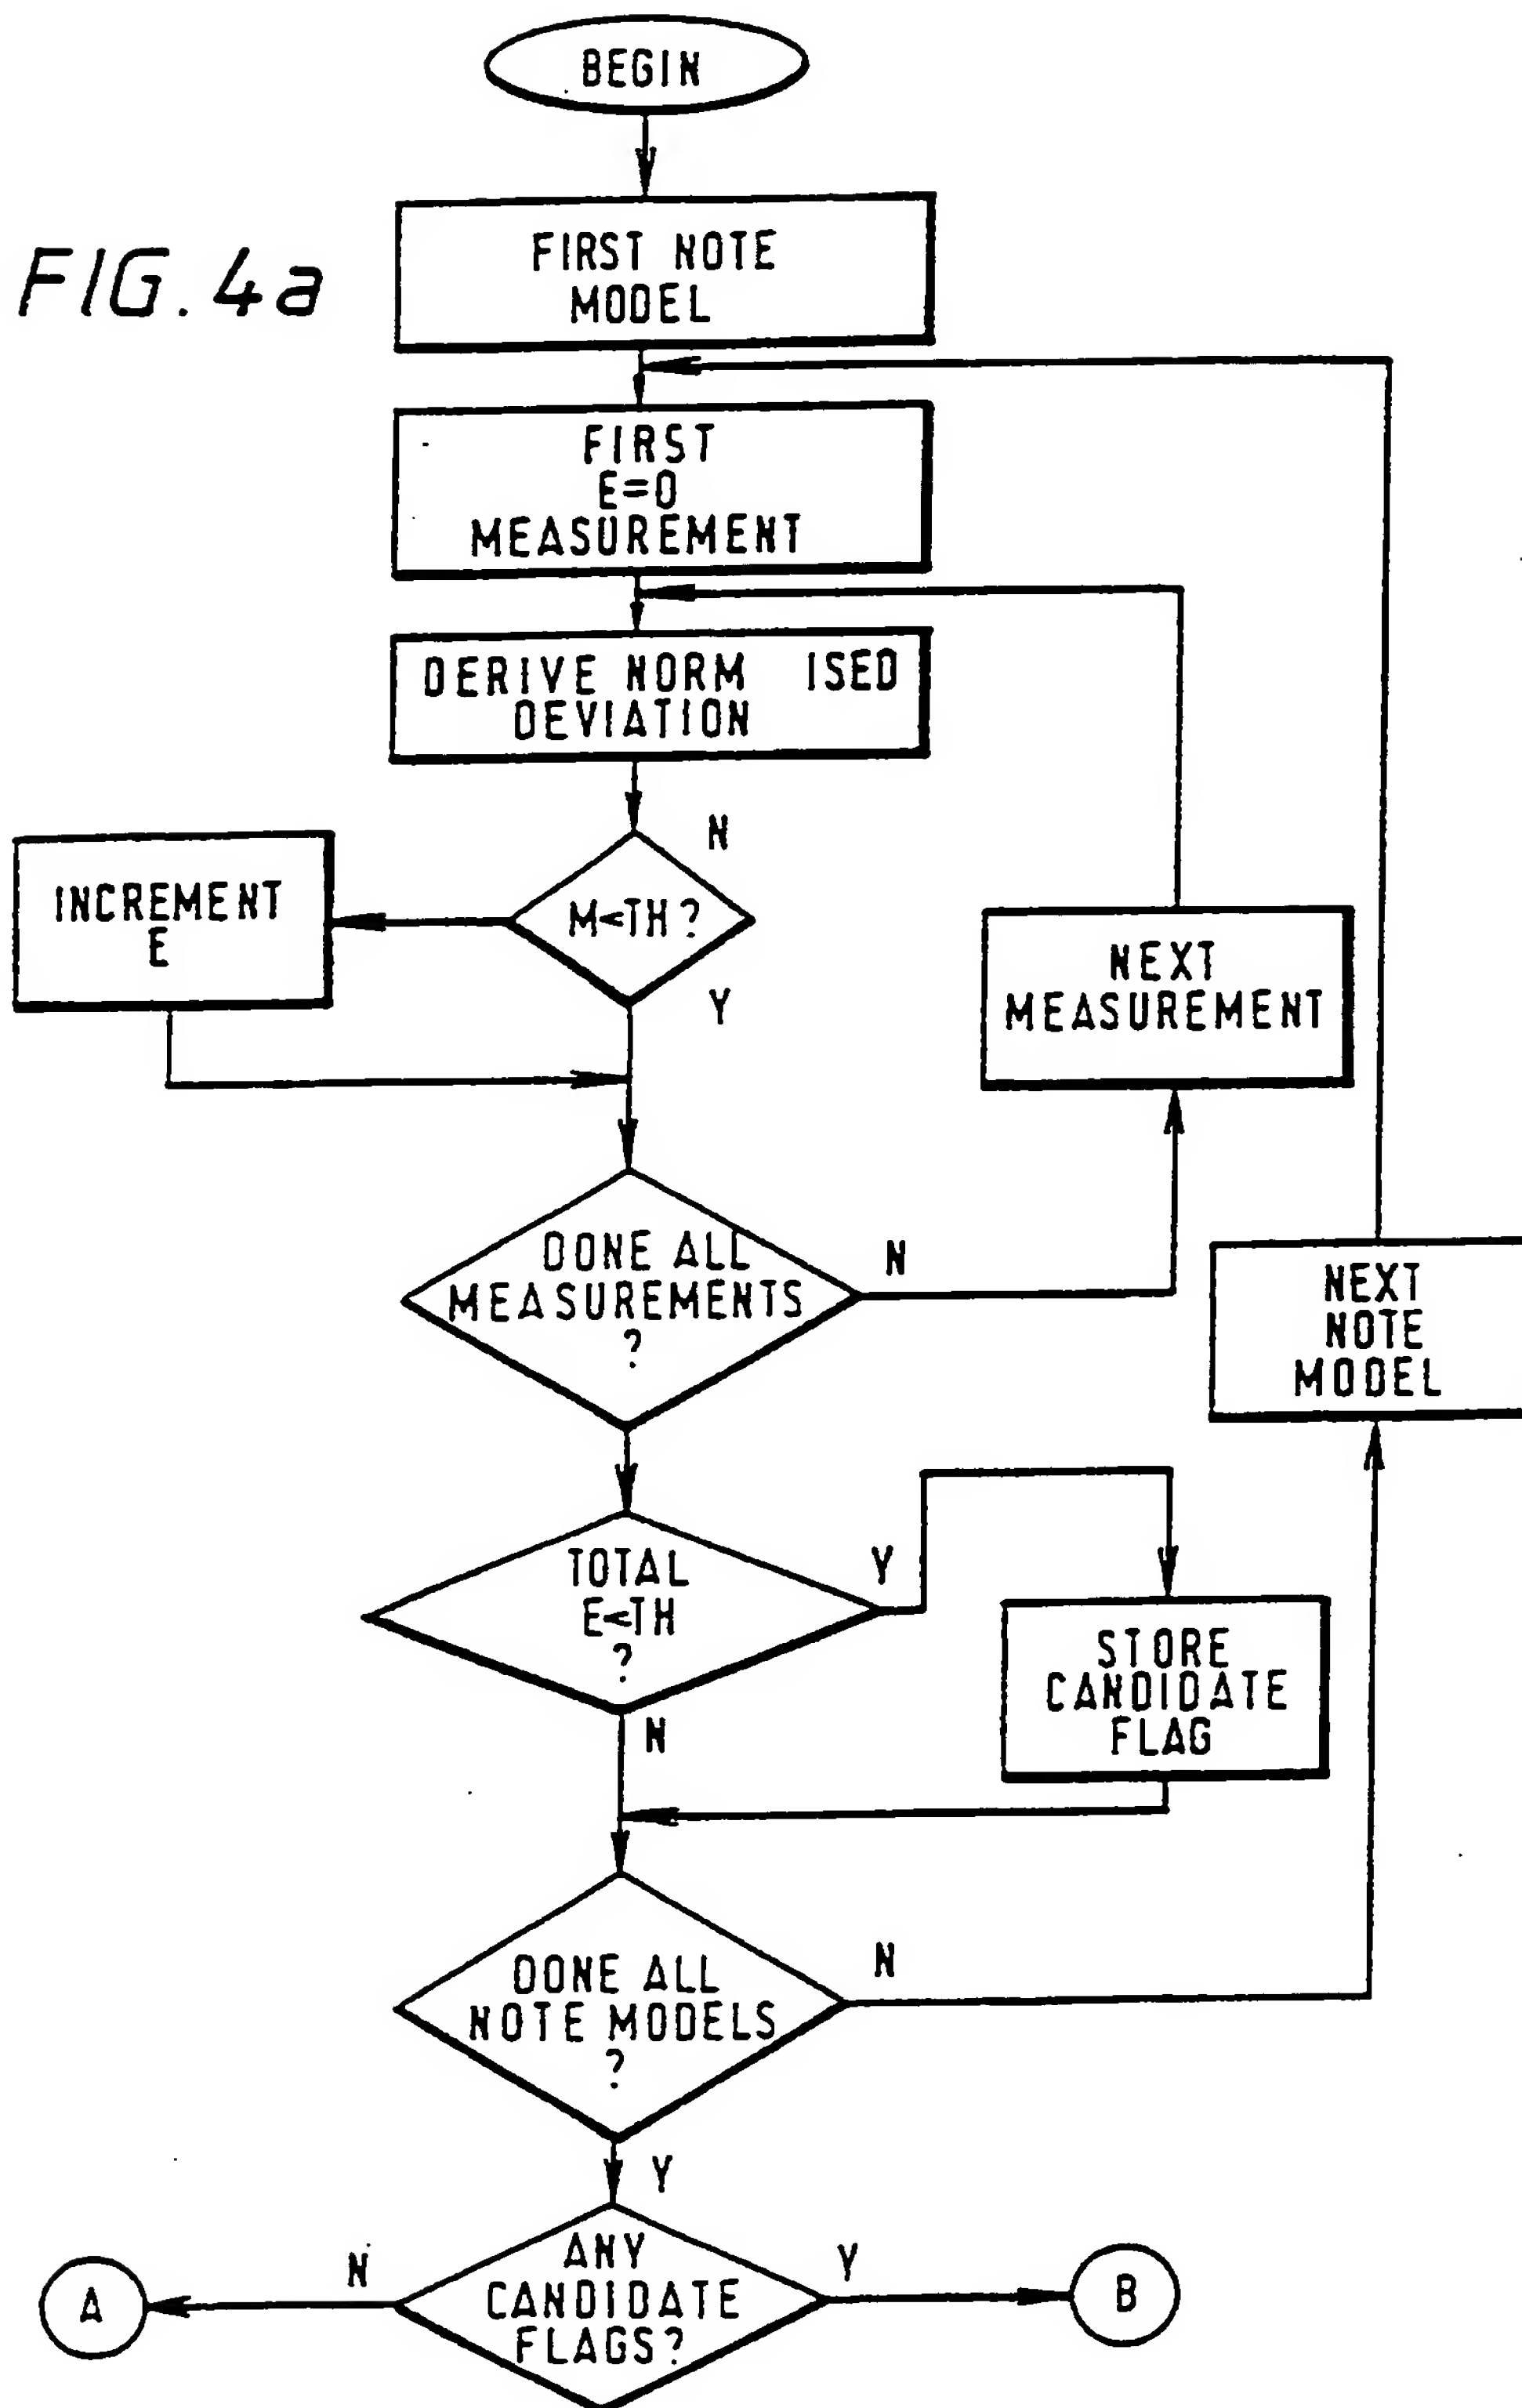 BEGIN
FIG. 4a
FIRST NOTE
MODEL
FIRST
E=0
MEASUREMENT
DERIVE NORM ISED
DEVIATION
N
INCREMENT
E
M<TH?
Y
NEXT
MEASUREMENT
DONE ALL
MEASUREMENTS
?
N
NEXT
NOTE
MODEL
TOTAL
E<TH
?
Y
N
STORE
CANDIDATE
FLAG
DONE ALL
NOTE MODELS
?
N
Y
ANY
CANDIDATE
FLAGS?
N
Y
A
B